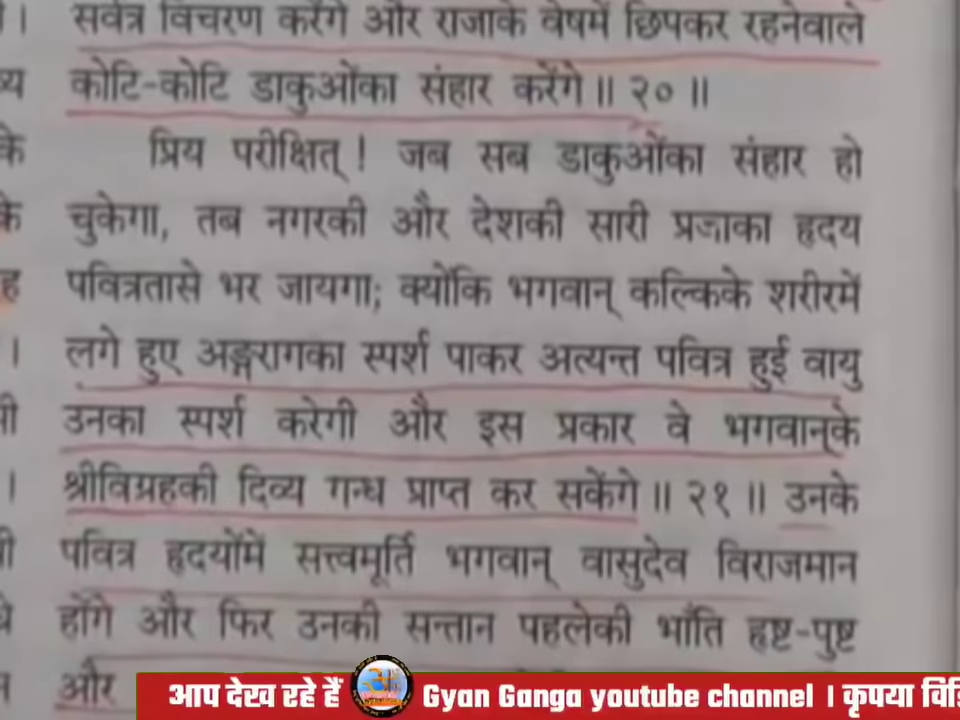 सर्वत्र विचरण करेंगे और राजाके वेषमें छिपकर रहनेवाले
कोटि-कोटि डाकुओंका संहार करेंगे ॥ २० ॥
प्रिय परीक्षित् ! जब सब डाकुओंका संहार हो
चुकेगा, तब नगरकी और देशकी सारी प्रजाका हृदय
पवित्रतासे भर जायगा; क्योंकि भगवान् कल्किके शरीरमें
लगे हुए अङ्गरागका स्पर्श पाकर अत्यन्त पवित्र हुई वायु
उनका स्पर्श करेगी और इस प्रकार वे भगवान्‌के
श्रीविग्रहकी दिव्य गन्ध प्राप्त कर सकेंगे ॥ २१ ॥ उनके
पवित्र हृदयोंमें सत्त्वमूर्ति भगवान् वासुदेव विराजमान
होंगे और फिर उनकी सन्तान पहलेकी भाँति हृष्ट-पुष्ट
और
आप देख रहे हैं Gyan Ganga youtube channel । कृपया